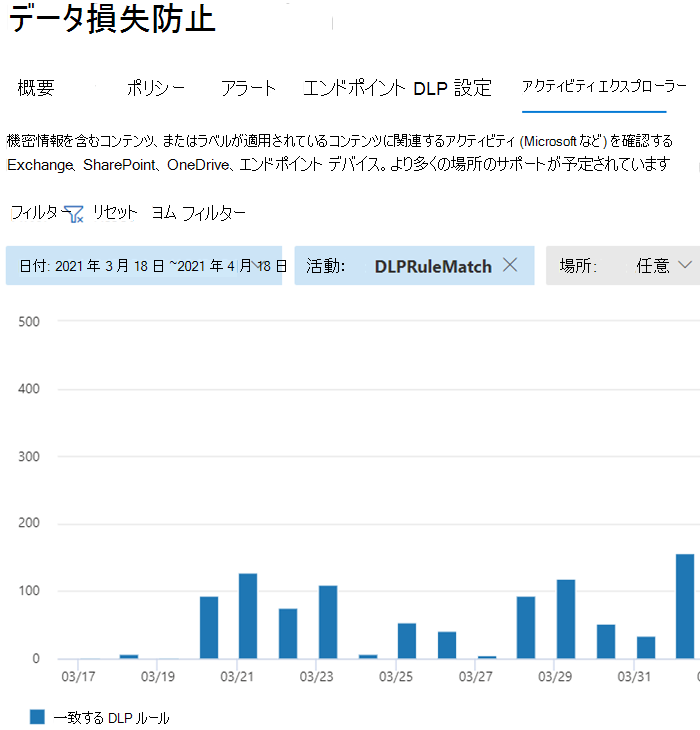 データ損失防止
概要 ポリシー アラート エンドポイント DLP 設定 アクティビティ エクスプローラー
機密情報を含むコンテンツ、またはラベルが適用されているコンテンツに関連するアクティビティ (Microsoft など) を確認する
Exchange、SharePoint、OneDrive、エンドポイント デバイス。より多くの場所のサポートが予定されています
フィルター リセット ヨム フィルター
日付: 2021 年 3 月 18 日 ~2021 年 4 月 18 日 活動: DLPRuleMatch 場所: 任意
500
400
300
200
100
0
03/17 03/19 03/21 03/23 03/25 03/27 03/29 03/31
一致する DLP ルール